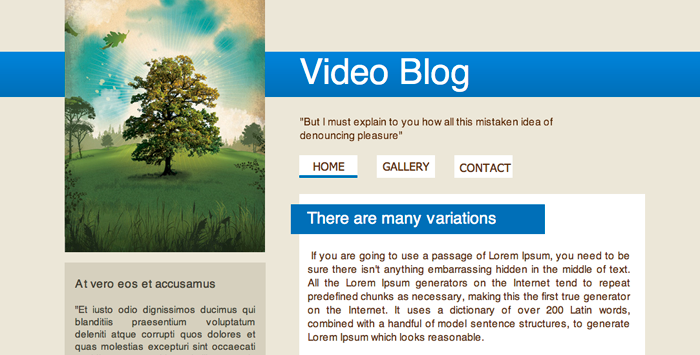 Video Blog
"But I must explain to you how all this mistaken idea of
denouncing pleasure"
HOME GALLERY CONTACT
There are many variations
If you are going to use a passage of Lorem Ipsum, you need to be
sure there isn't anything embarrassing hidden in the middle of text.
All the Lorem Ipsum generators on the Internet tend to repeat
predefined chunks as necessary, making this the first true generator
on the Internet. It uses a dictionary of over 200 Latin words,
combined with a handful of model sentence structures, to generate
Lorem Ipsum which looks reasonable.
At vero eos et accusamus
"Et iusto odio dignissimos ducimus qui
blanditiis praesentium voluptatum
deleniti atque corrupti quos dolores et
quas molestias excepturi sint occaecati